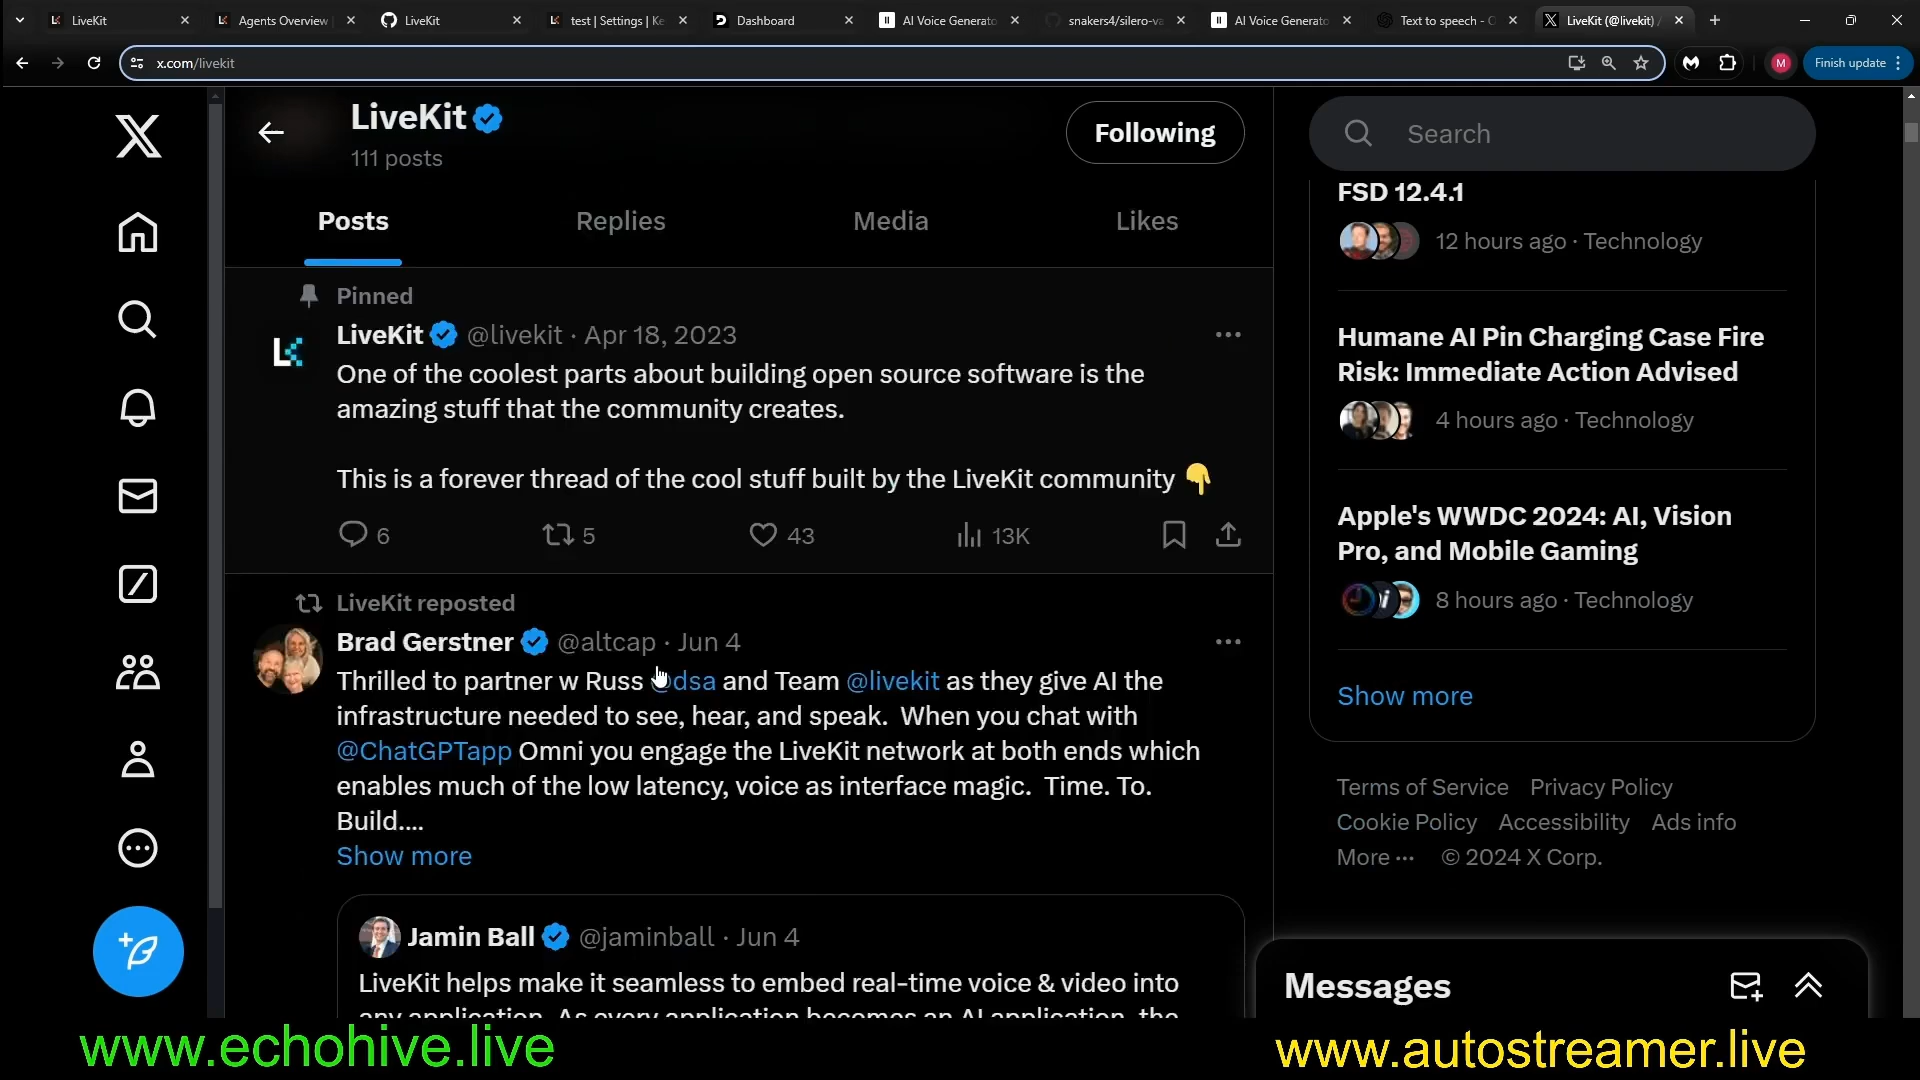 LiveKit
Agents Overview
LiveKit
test | Settings | Ke
Dashboard
AI Voice Generato
snakers4/silero-va
AI Voice Generato
Text to speech - O
LiveKit (@livekit) /
x.com/livekit
M
Finish update
LiveKit
111 posts
Following
Search
Posts
Replies
Media
Likes
Pinned
LiveKit @livekit · Apr 18, 2023
One of the coolest parts about building open source software is the
amazing stuff that the community creates.
This is a forever thread of the cool stuff built by the LiveKit community 👇
6
5
43
13K
LiveKit reposted
Brad Gerstner @altcap · Jun 4
Thrilled to partner w Russ @dsa and Team @livekit as they give AI the
infrastructure needed to see, hear, and speak. When you chat with
@ChatGPTapp Omni you engage the LiveKit network at both ends which
enables much of the low latency, voice as interface magic. Time. To.
Build....
Show more
Jamin Ball @jaminball · Jun 4
LiveKit helps make it seamless to embed real-time voice & video into
any application. As every application becomes an AI application, the
FSD 12.4.1
12 hours ago · Technology
Humane AI Pin Charging Case Fire
Risk: Immediate Action Advised
4 hours ago · Technology
Apple's WWDC 2024: AI, Vision
Pro, and Mobile Gaming
8 hours ago · Technology
Show more
Terms of Service Privacy Policy
Cookie Policy Accessibility Ads info
More ··· © 2024 X Corp.
Messages
www.echohive.live
www.autostreamer.live